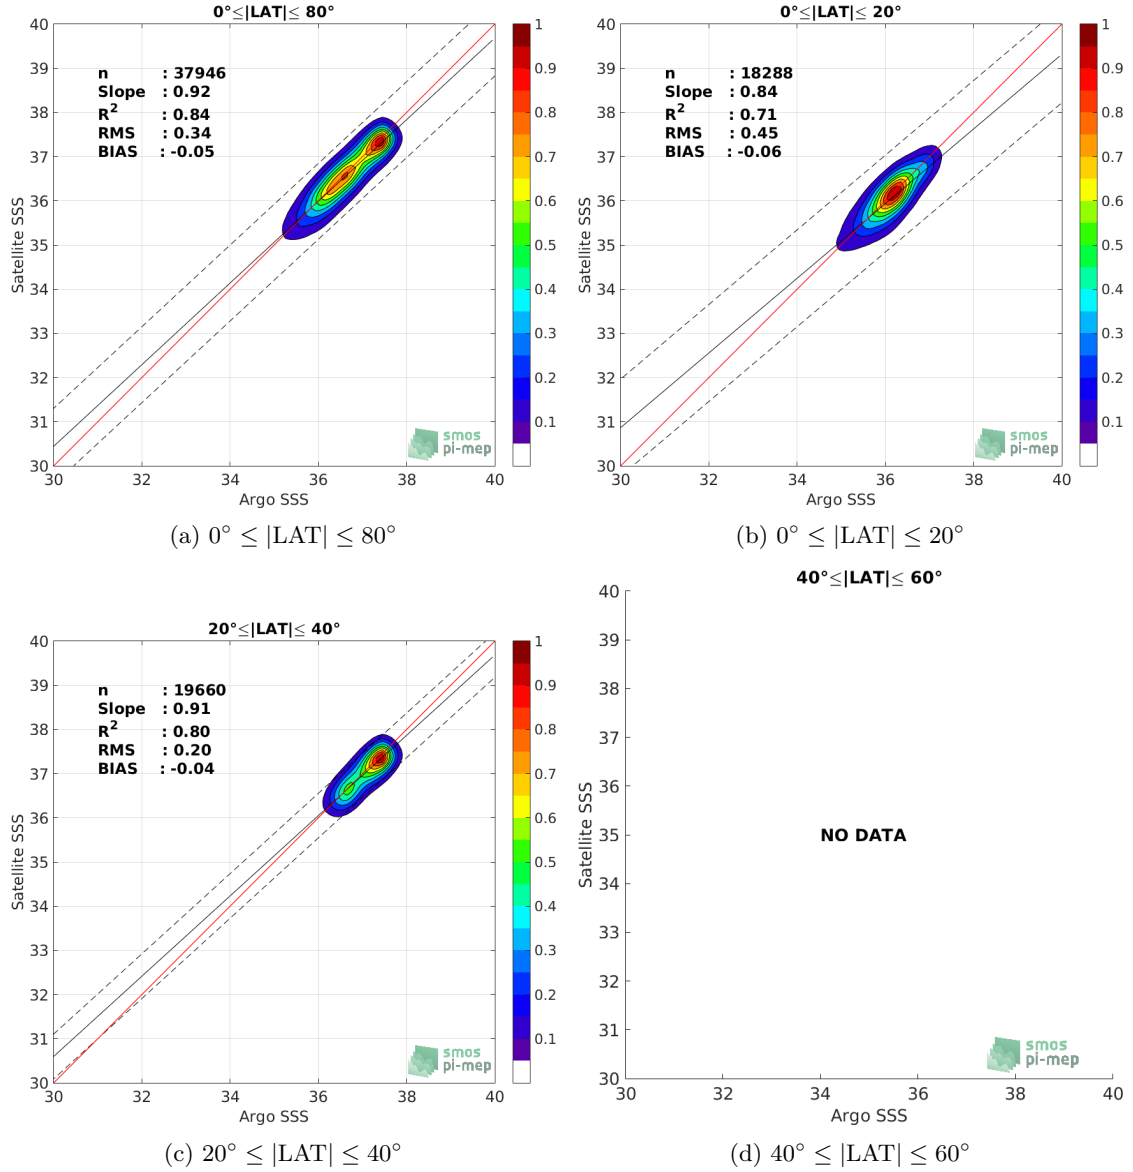 0°≤|LAT|≤ 80°
40
39
38
37
36
35
34
33
32
31
30
30
32
34
36
38
40
Satellite SSS
Argo SSS
n : 37946
Slope : 0.92
R2 : 0.84
RMS : 0.34
BIAS : -0.05
smos
pi-mep
1
0.9
0.8
0.7
0.6
0.5
0.4
0.3
0.2
0.1
(a) 0° ≤ |LAT| ≤ 80°
0°≤|LAT|≤ 20°
40
39
38
37
36
35
34
33
32
31
30
30
32
34
36
38
40
Satellite SSS
Argo SSS
n : 18288
Slope : 0.84
R2 : 0.71
RMS : 0.45
BIAS : -0.06
smos
pi-mep
1
0.9
0.8
0.7
0.6
0.5
0.4
0.3
0.2
0.1
(b) 0° ≤ |LAT| ≤ 20°
20°≤|LAT|≤ 40°
40
39
38
37
36
35
34
33
32
31
30
30
32
34
36
38
40
Satellite SSS
Argo SSS
n : 19660
Slope : 0.91
R2 : 0.80
RMS : 0.20
BIAS : -0.04
smos
pi-mep
1
0.9
0.8
0.7
0.6
0.5
0.4
0.3
0.2
0.1
(c) 20° ≤ |LAT| ≤ 40°
40°≤|LAT|≤ 60°
40
39
38
37
36
35
34
33
32
31
30
30
32
34
36
38
40
Satellite SSS
Argo SSS
NO DATA
smos
pi-mep
(d) 40° ≤ |LAT| ≤ 60°